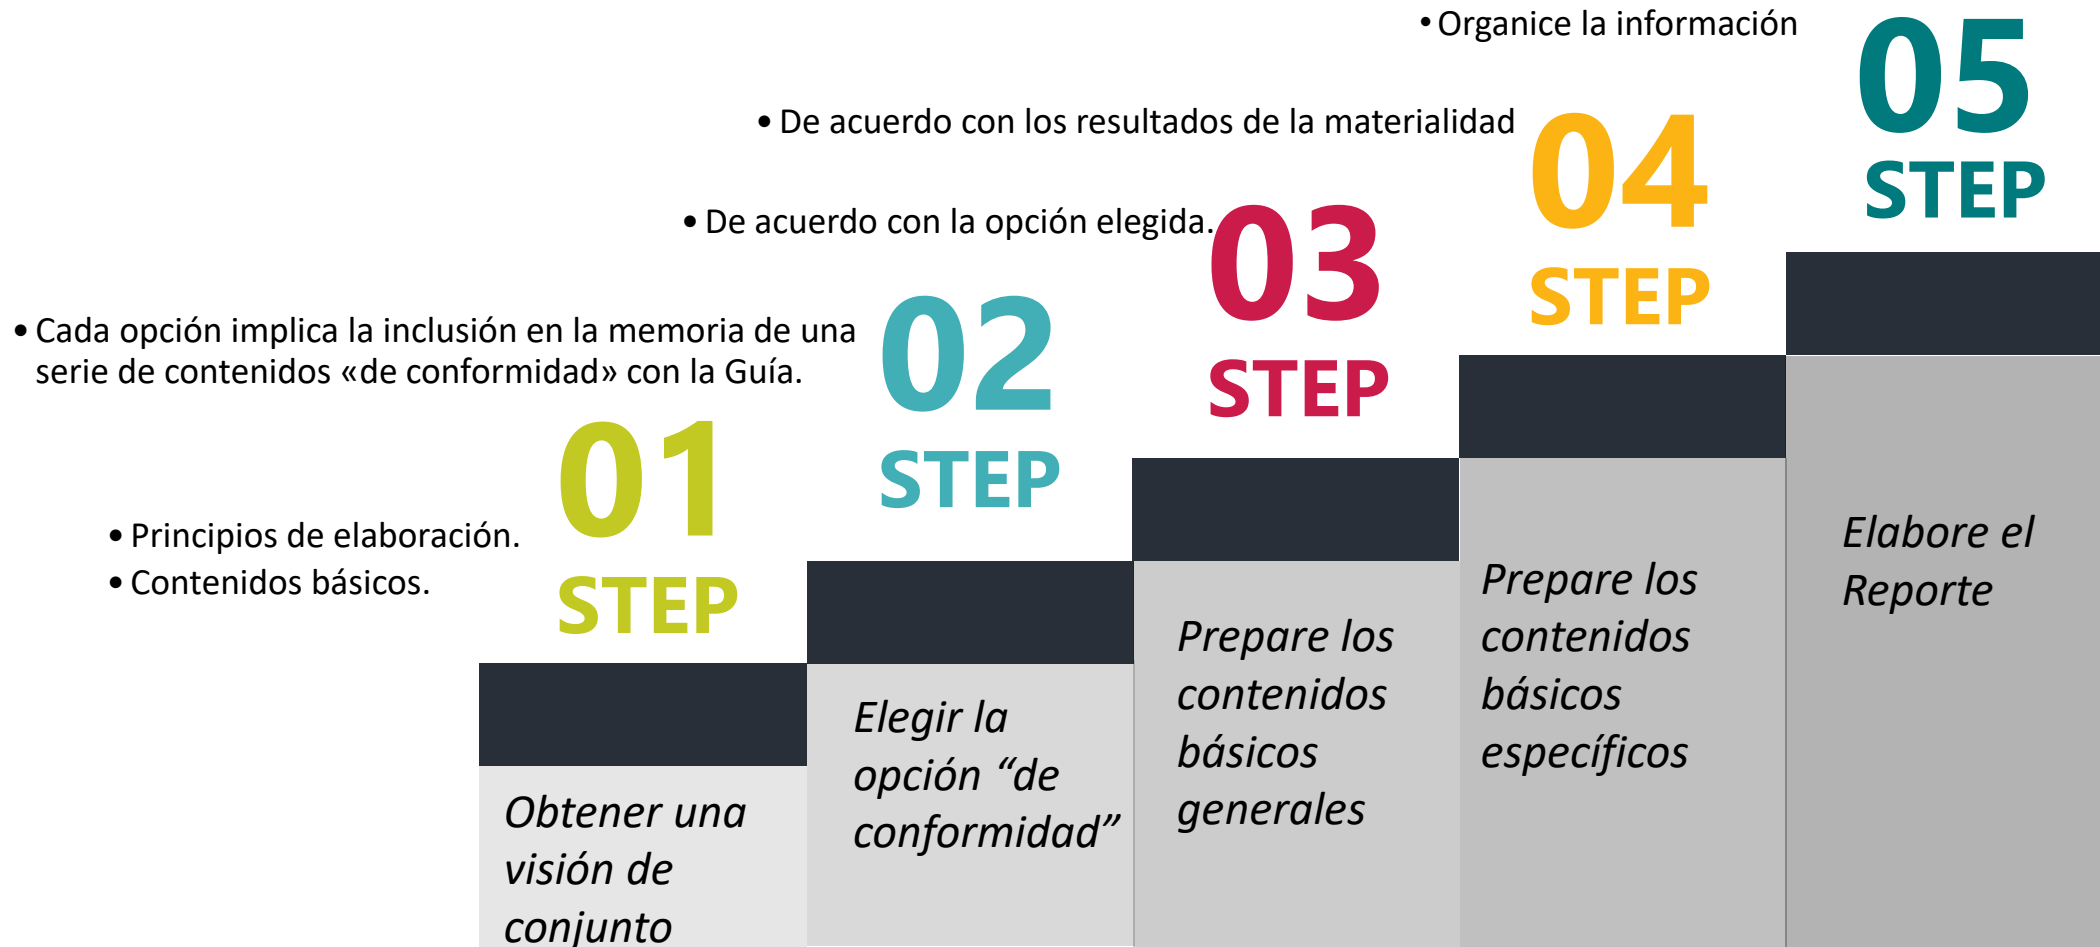 • Organice la información
05
STEP
• De acuerdo con los resultados de la materialidad
04
STEP
• De acuerdo con la opción elegida.
03
STEP
• Cada opción implica la inclusión en la memoria de una
serie de contenidos «de conformidad» con la Guía.
02
STEP
• Principios de elaboración.
• Contenidos básicos.
01
STEP
Obtener una
visión de
conjunto
Elegir la
opción “de
conformidad”
Prepare los
contenidos
básicos
generales
Prepare los
contenidos
básicos
específicos
Elabore el
Reporte